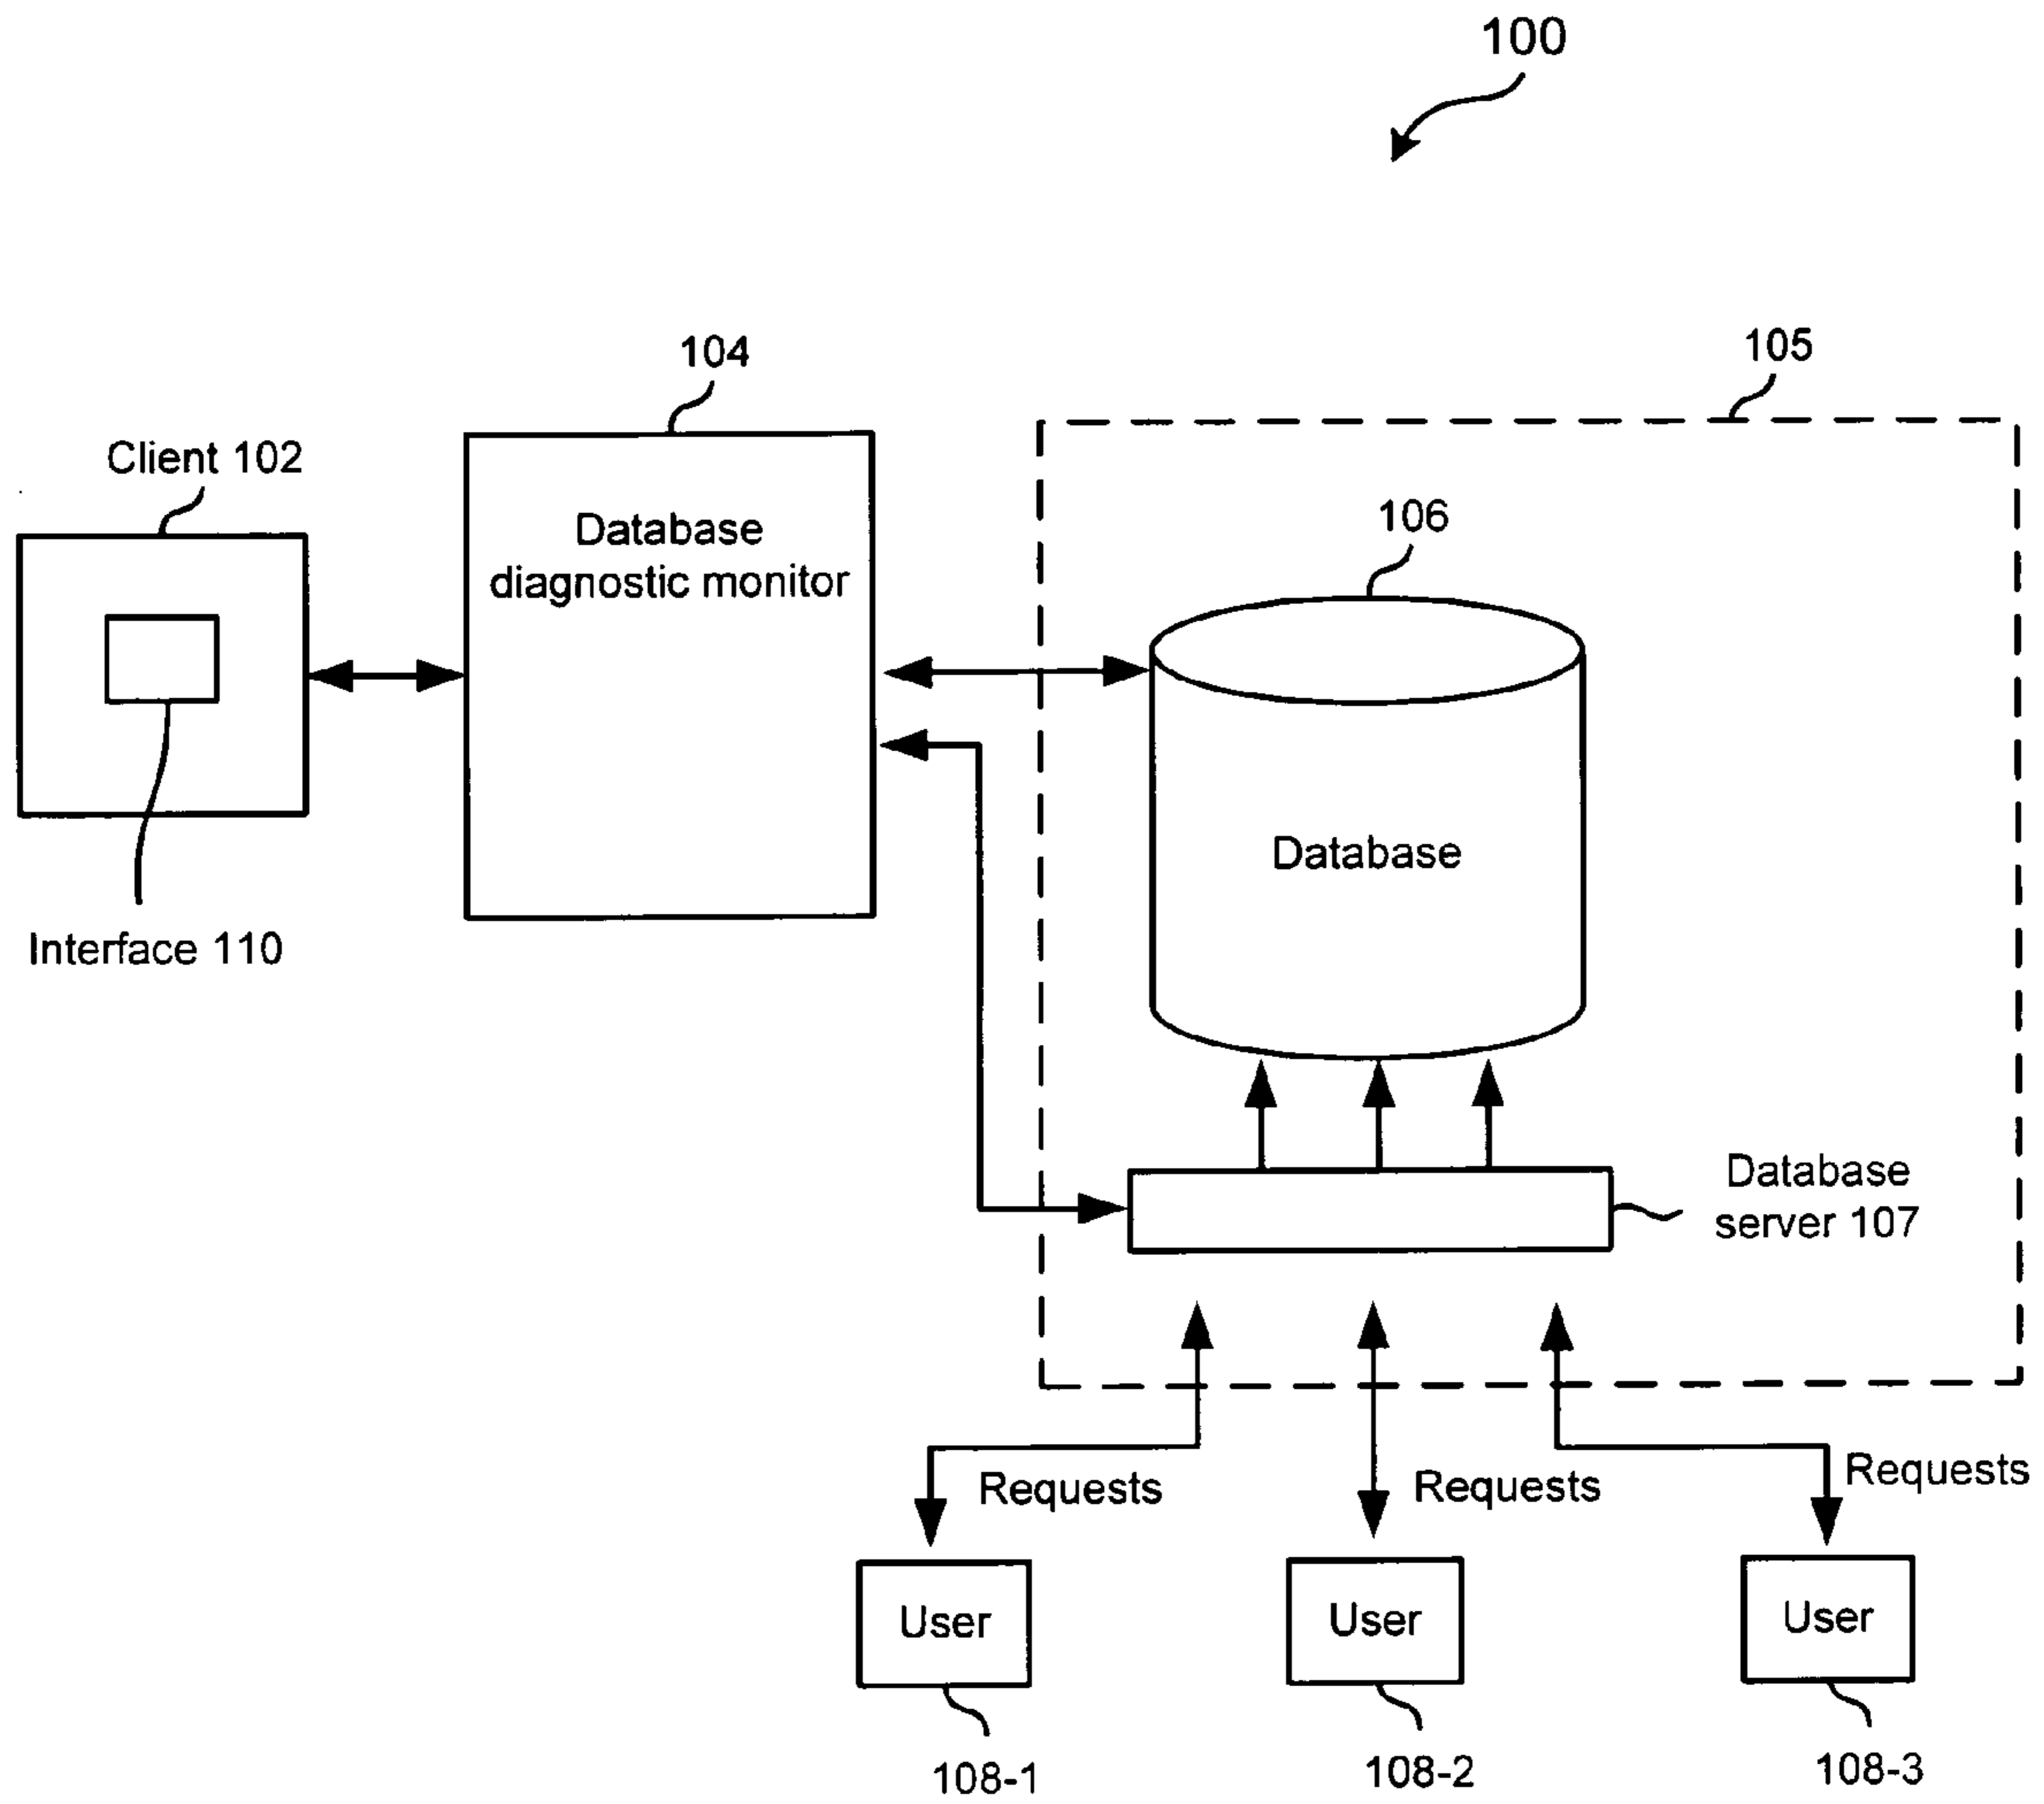 100
104
105
Client 102
106
Database
diagnostic monitor
Database
Interface 110
Database
server 107
Requests
Requests
Requests
User
User
User
108-1
108-2
108-3